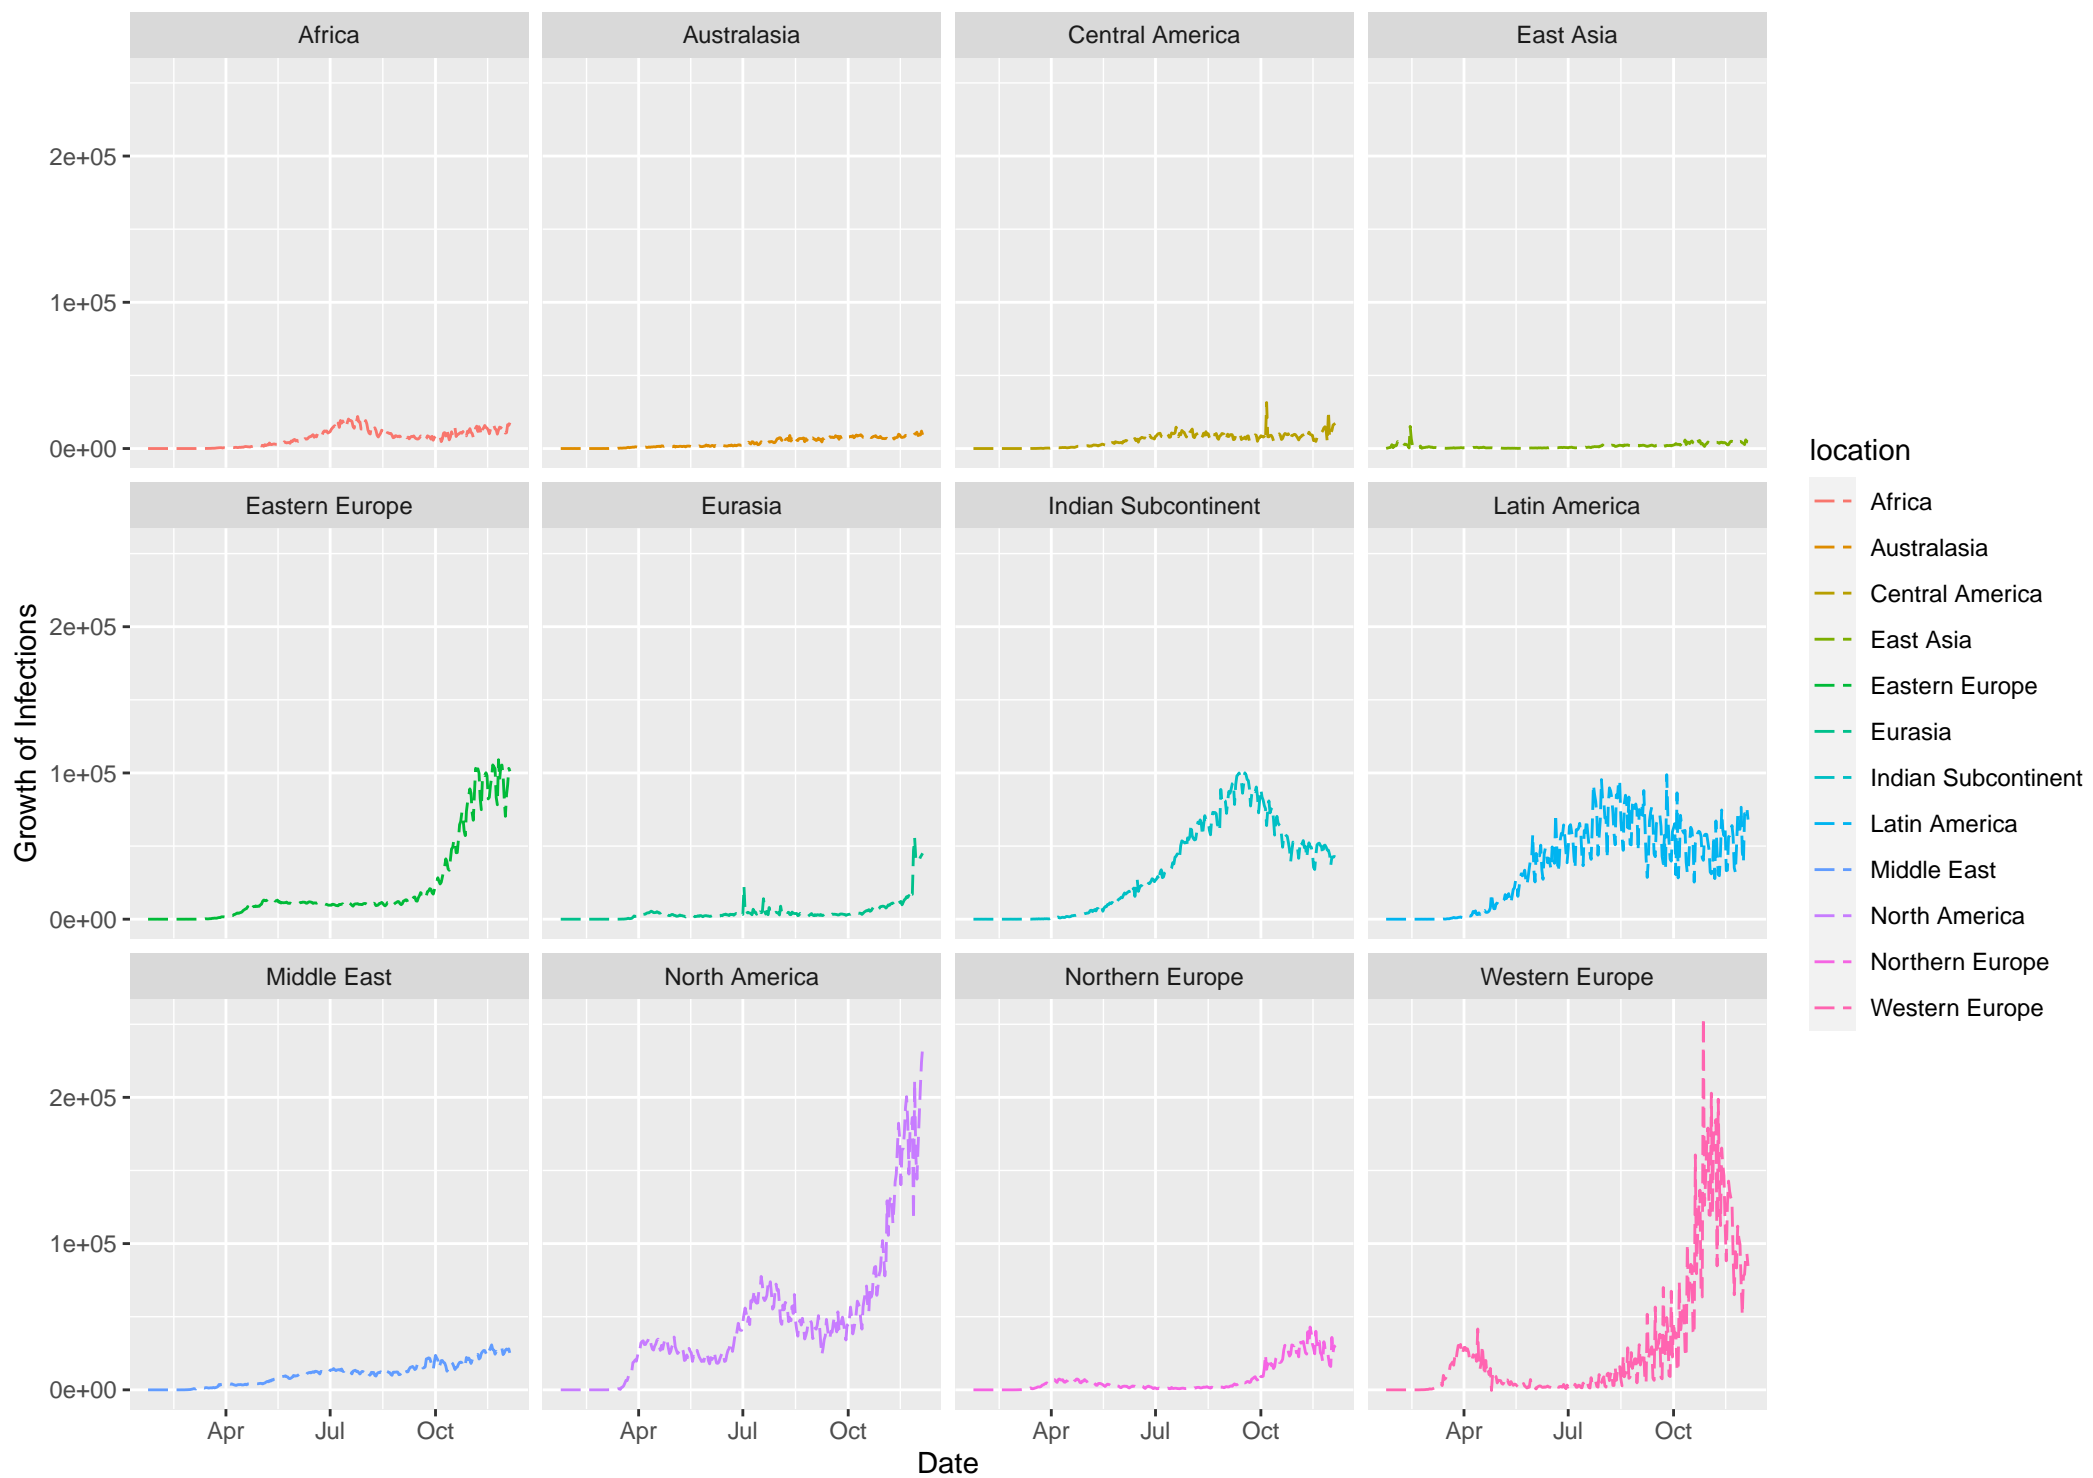 Africa
Australasia
Central America
East Asia
2e+05
1e+05
0e+00
Eastern Europe
Eurasia
Indian Subcontinent
Latin America
2e+05
1e+05
0e+00
Middle East
North America
Northern Europe
Western Europe
2e+05
1e+05
0e+00
Apr Jul Oct
Apr Jul Oct
Apr Jul Oct
Apr Jul Oct
Date
Growth of Infections
location
Africa
Australasia
Central America
East Asia
Eastern Europe
Eurasia
Indian Subcontinent
Latin America
Middle East
North America
Northern Europe
Western Europe